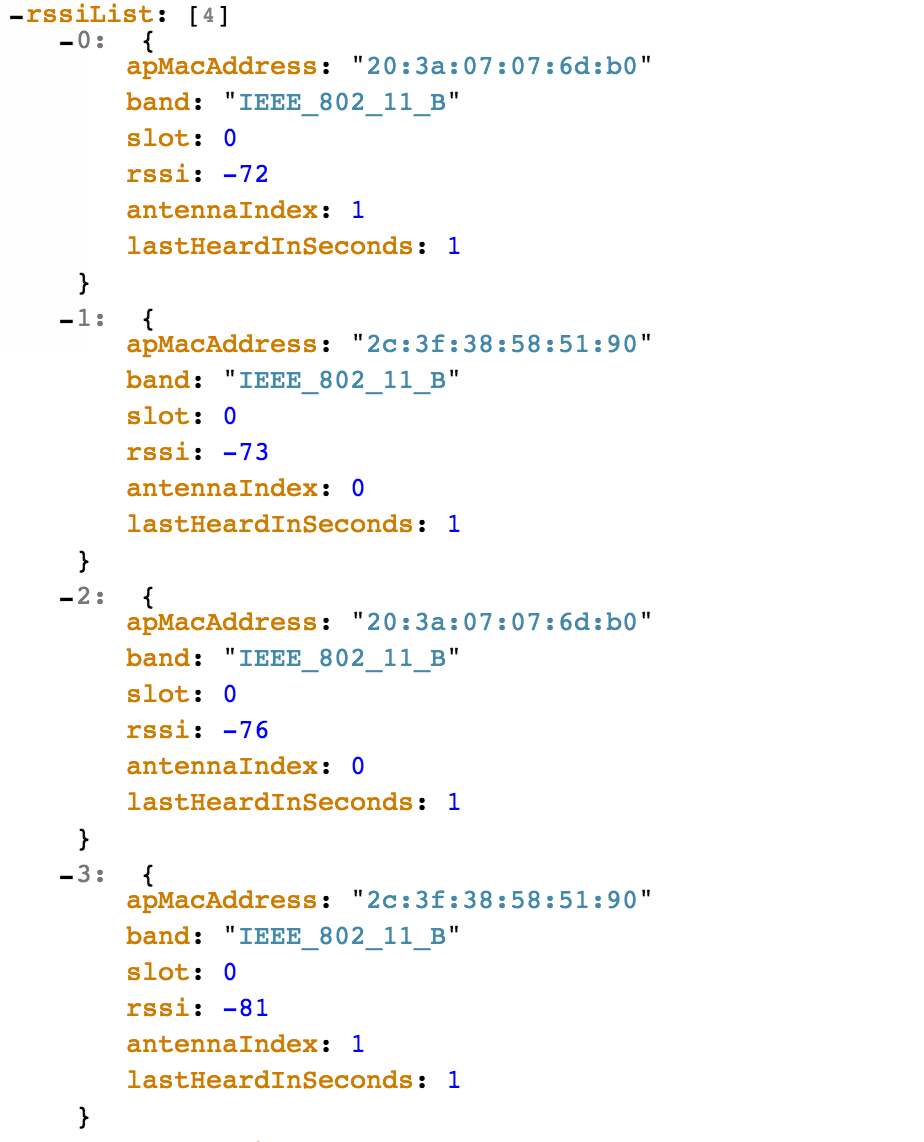 –rssiList: [4]
–0: {
apMacAddress: "20:3a:07:07:6d:b0"
band: "IEEE_802_11_B"
slot: 0
rssi: –72
antennaIndex: 1
lastHeardInSeconds: 1
}
–1: {
apMacAddress: "2c:3f:38:58:51:90"
band: "IEEE_802_11_B"
slot: 0
rssi: –73
antennaIndex: 0
lastHeardInSeconds: 1
}
–2: {
apMacAddress: "20:3a:07:07:6d:b0"
band: "IEEE_802_11_B"
slot: 0
rssi: –76
antennaIndex: 0
lastHeardInSeconds: 1
}
–3: {
apMacAddress: "2c:3f:38:58:51:90"
band: "IEEE_802_11_B"
slot: 0
rssi: –81
antennaIndex: 1
lastHeardInSeconds: 1
}